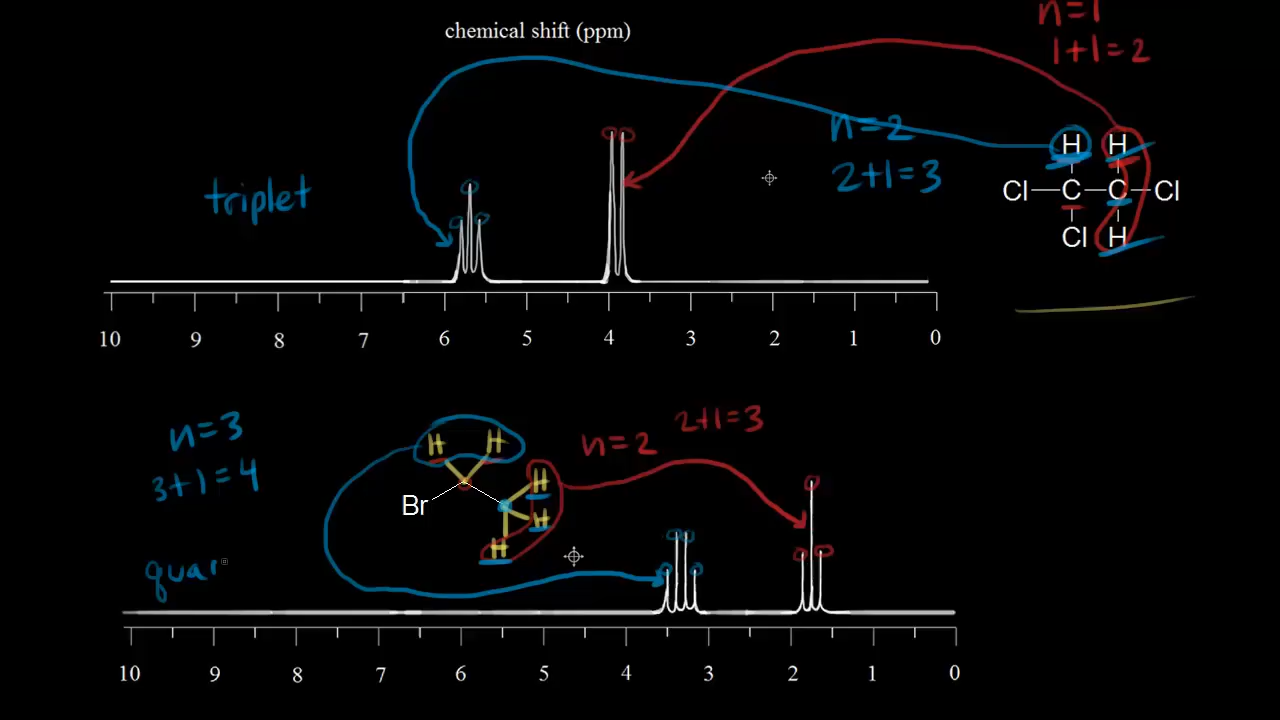 chemical shift (ppm)
n=1
1+1=2
n=2
2+1=3
triplet
H H
Cl C C Cl
Cl H
10 9 8 7 6 5 4 3 2 1 0
n=3
3+1=4
H H
n=2
2+1=3
Br
H
H
H
quar
10 9 8 7 6 5 4 3 2 1 0